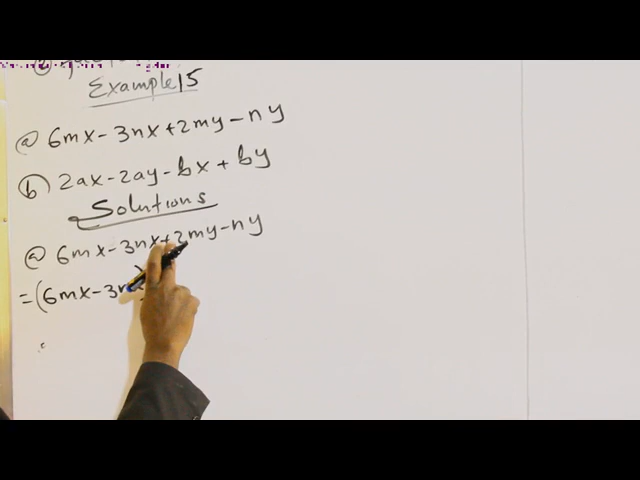 Example 15
(a) 6mx - 3nx + 2my - ny
(b) 2ax - 2ay - bx + by
Solutions
(a) 6mx - 3nx + 2my - ny
= (6mx - 3n